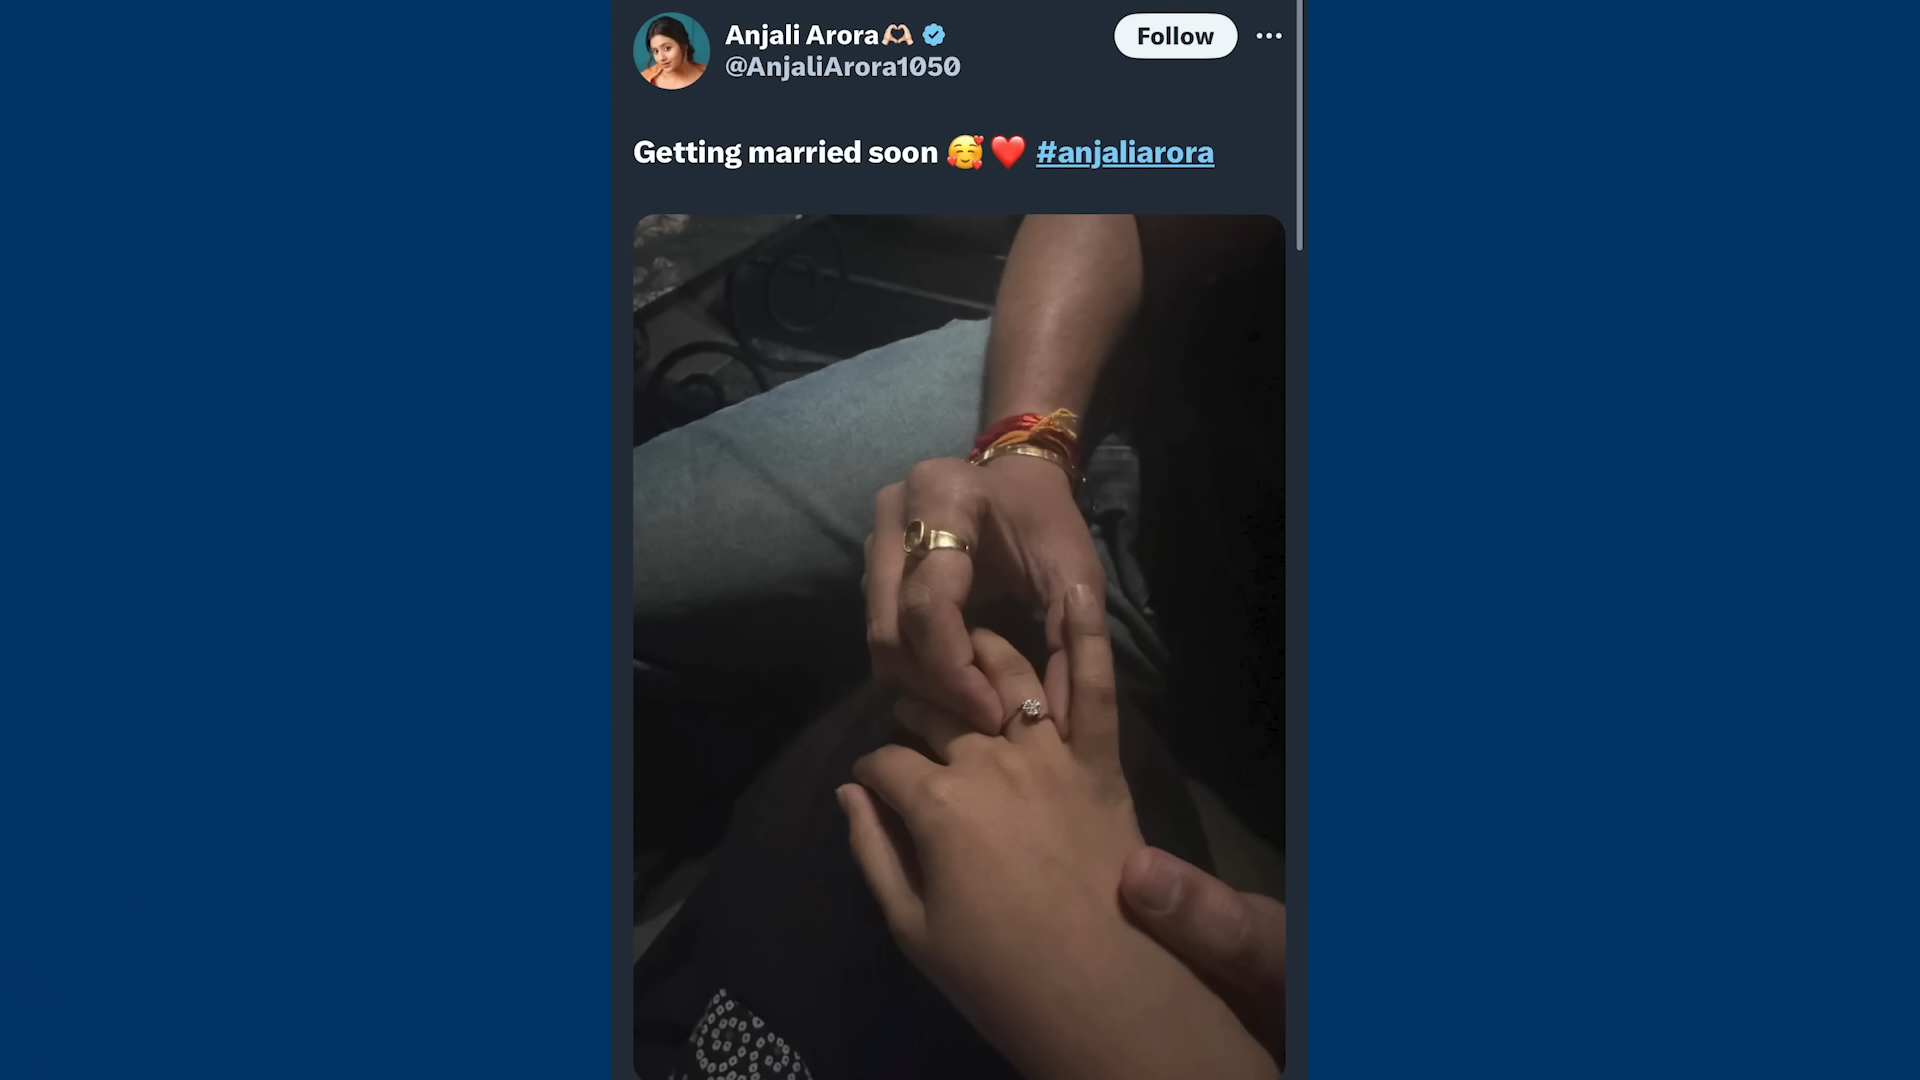 Anjali Arora🫶🏻
@AnjaliArora1050
Follow
Getting married soon 🥰❤️ #anjaliarora